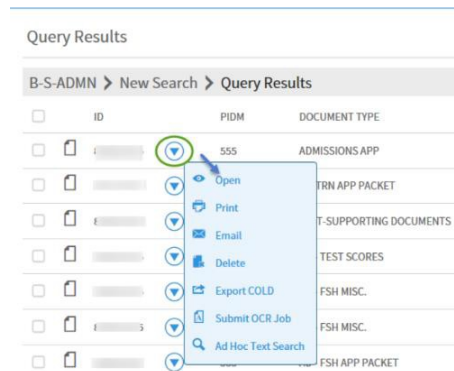 Query Results
B-S-ADMN > New Search > Query Results
ID PIDM DOCUMENT TYPE
555 ADMISSIONS APP
Open TRN APP PACKET
Print T-SUPPORTING DOCUMENTS
Email
Delete TEST SCORES
Export COLD FSH MISC.
Submit OCR Job FSH MISC.
Ad Hoc Text Search
FSH APP PACKET